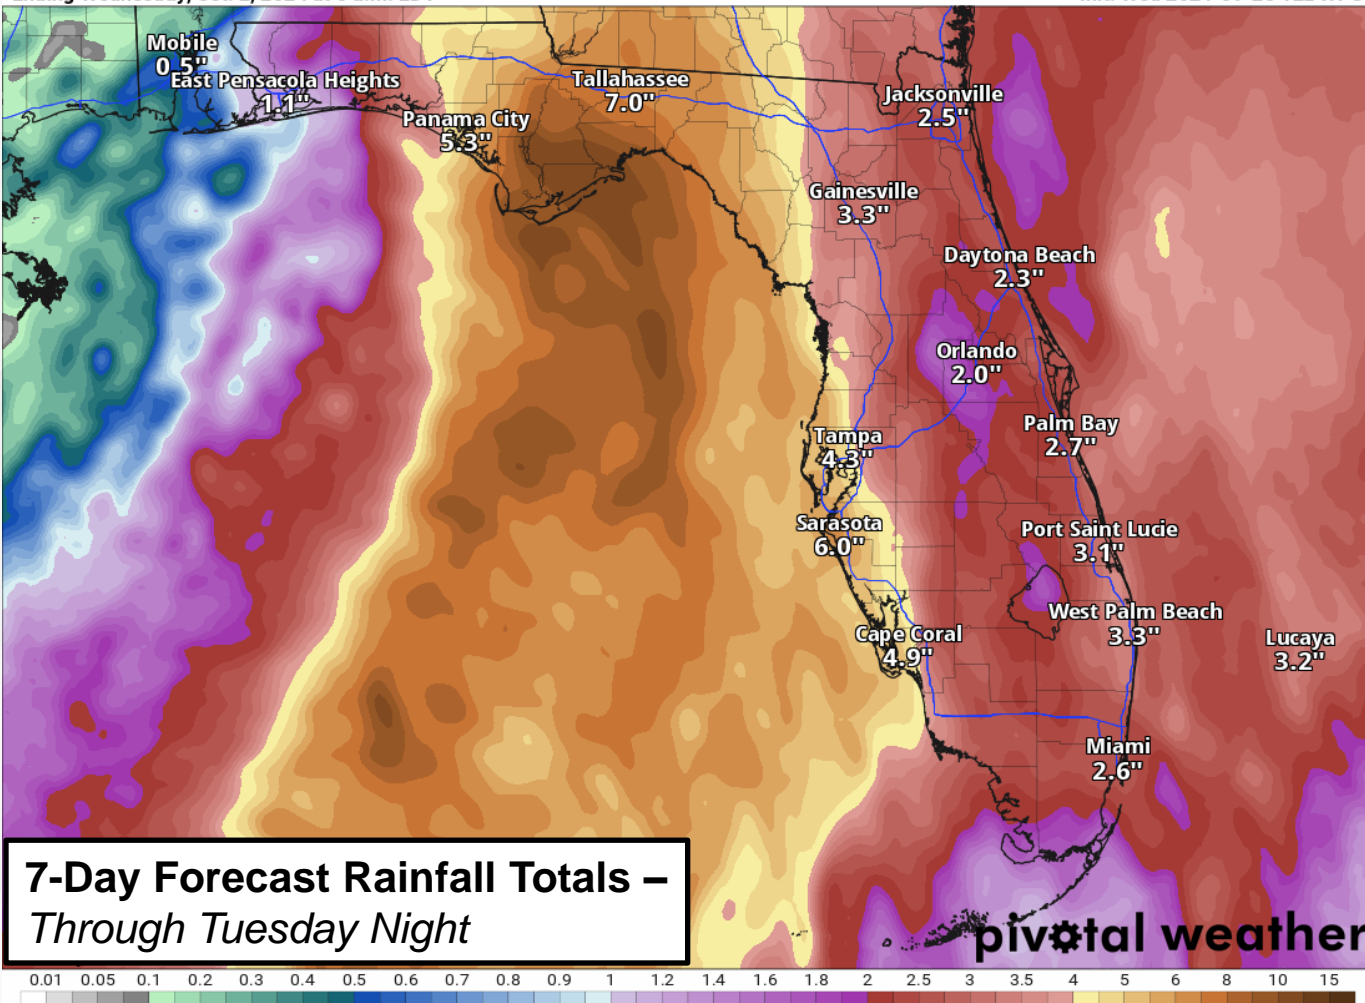 Mobile
0.5"
East Pensacola Heights
1.1"
Panama City
5.3"
Tallahassee
7.0"
Jacksonville
2.5"
Gainesville
3.3"
Daytona Beach
2.3"
Orlando
2.0"
Palm Bay
2.7"
Tampa
4.3"
Sarasota
6.0"
Port Saint Lucie
3.1"
West Palm Beach
3.3"
Cape Coral
4.9"
Lucaya
3.2"
Miami
2.6"
7-Day Forecast Rainfall Totals –
Through Tuesday Night
pivotal weather
0.01 0.05 0.1 0.2 0.3 0.4 0.5 0.6 0.7 0.8 0.9 1 1.2 1.4 1.6 1.8 2 2.5 3 3.5 4 5 6 8 10 15